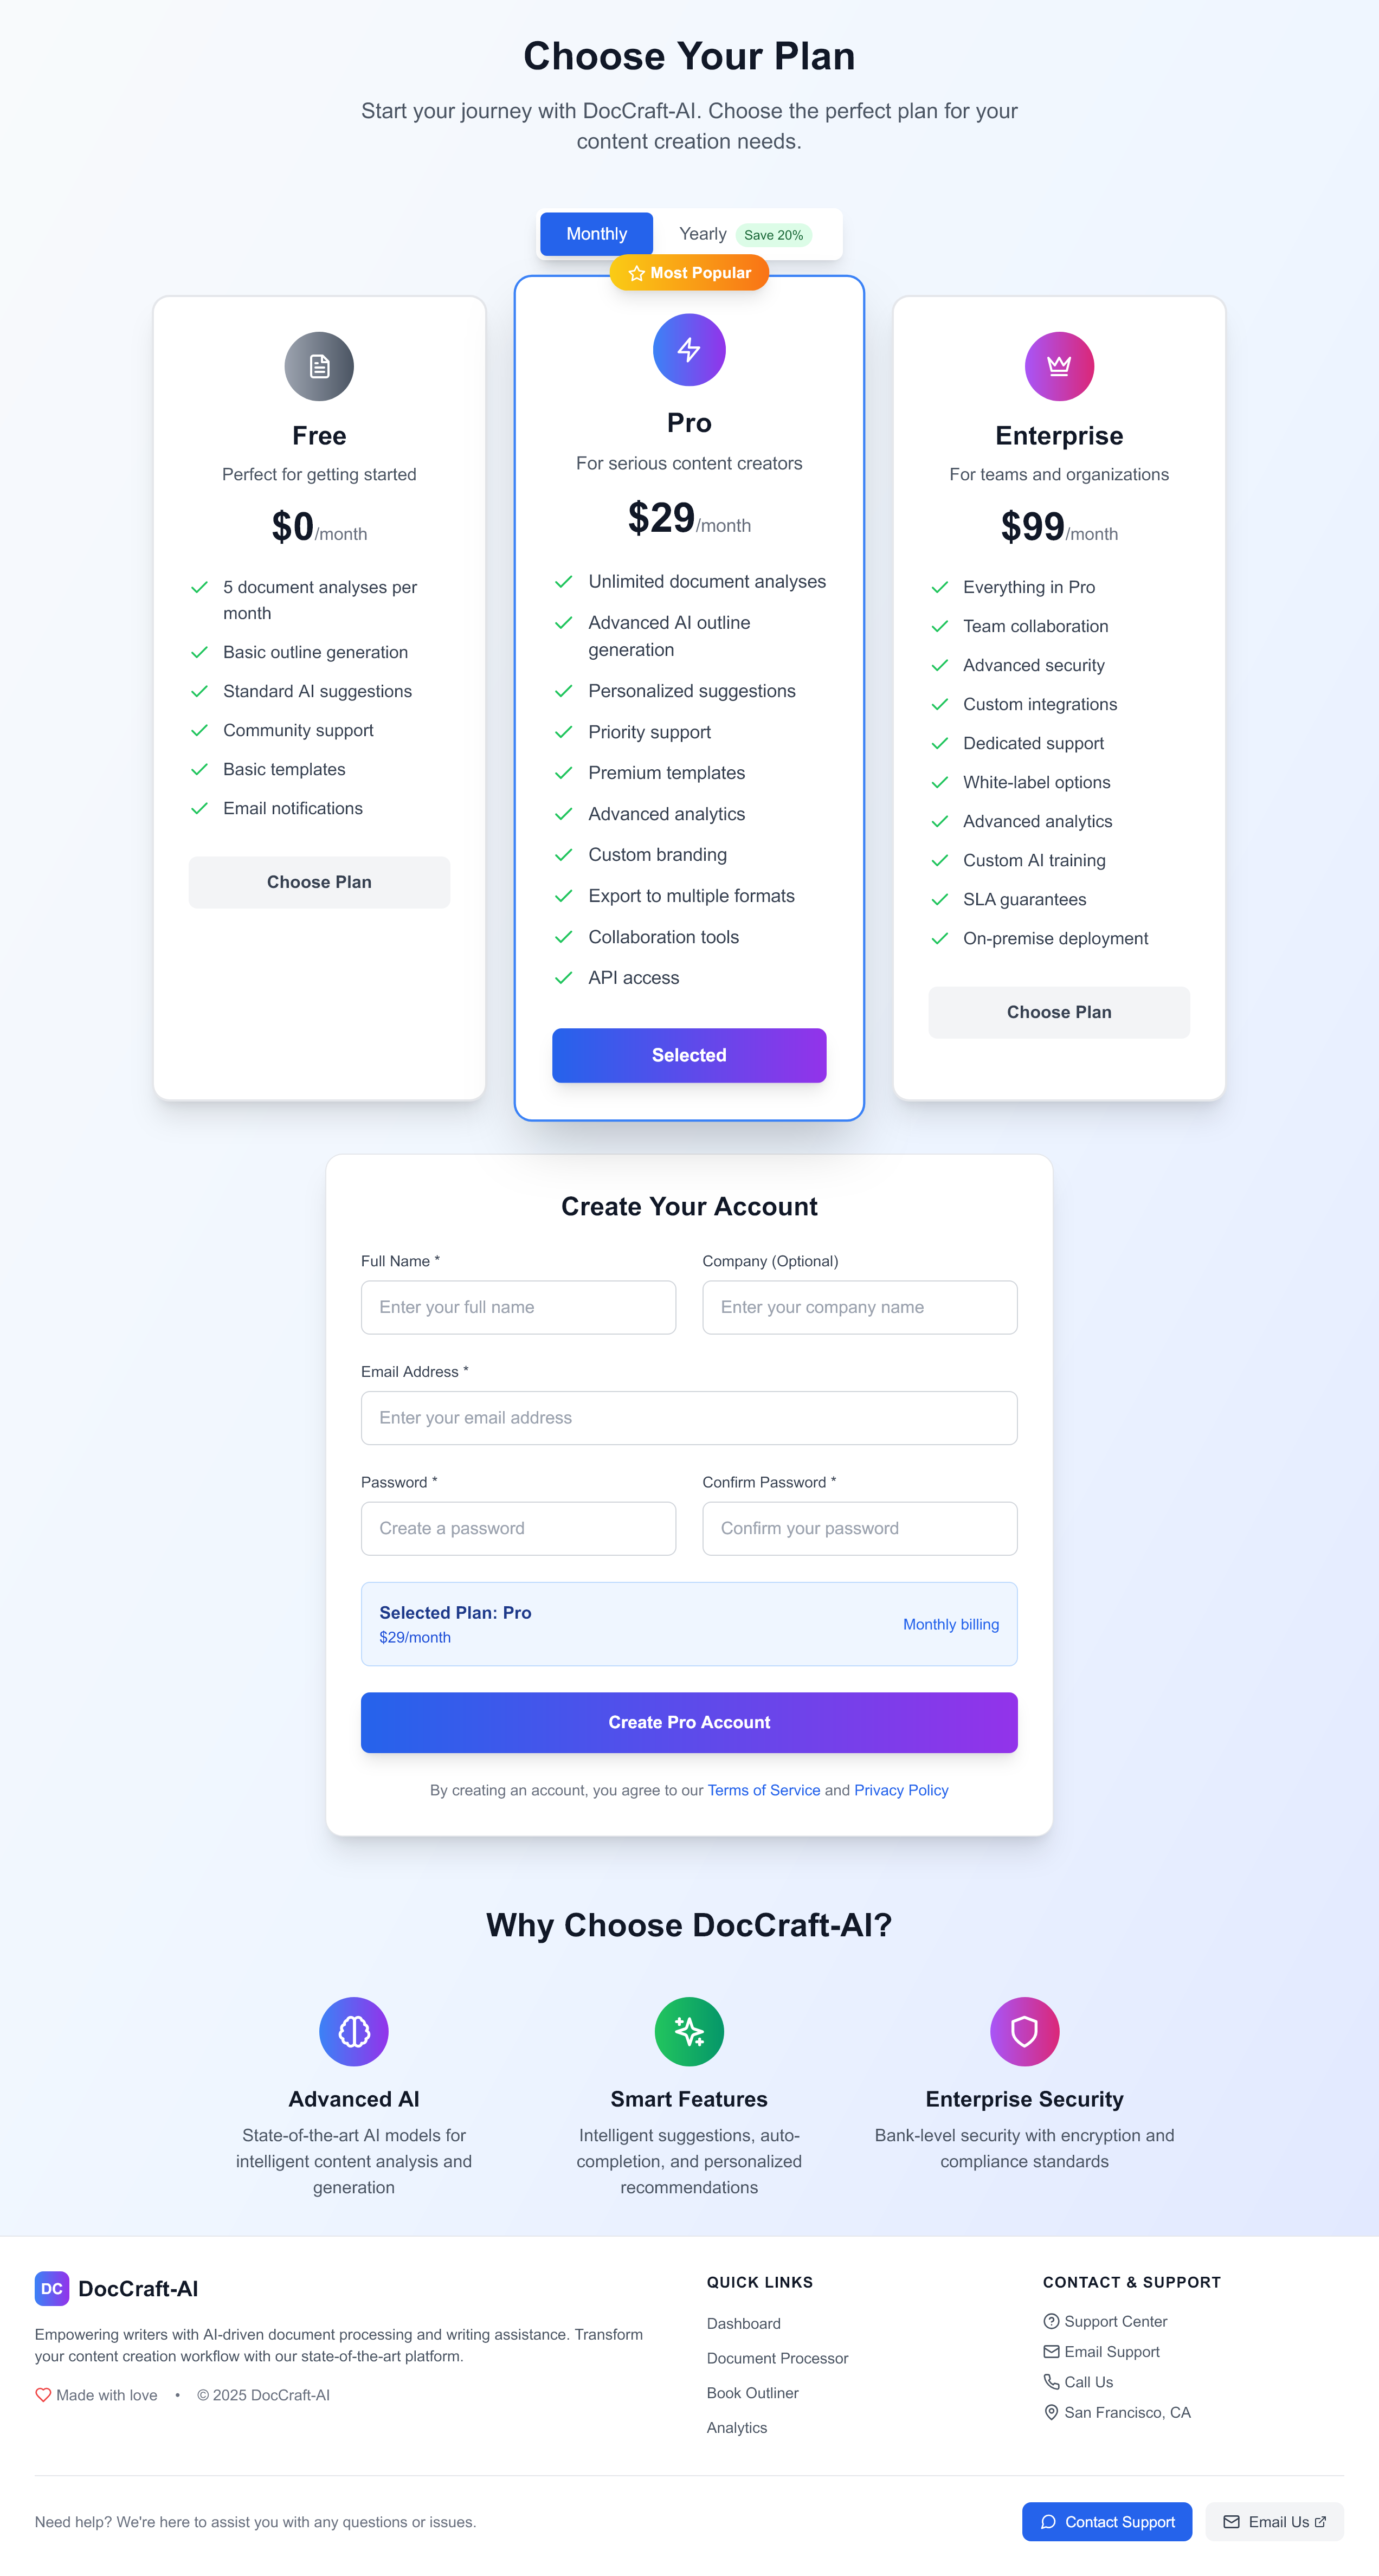 Choose Your Plan
Start your journey with DocCraft-AI. Choose the perfect plan for your
content creation needs.
Monthly
Yearly
Save 20%
Most Popular
Free
Perfect for getting started
$0/month
5 document analyses per
month
Basic outline generation
Standard AI suggestions
Community support
Basic templates
Email notifications
Choose Plan
Pro
For serious content creators
$29/month
Unlimited document analyses
Advanced AI outline
generation
Personalized suggestions
Priority support
Premium templates
Advanced analytics
Custom branding
Export to multiple formats
Collaboration tools
API access
Selected
Enterprise
For teams and organizations
$99/month
Everything in Pro
Team collaboration
Advanced security
Custom integrations
Dedicated support
White-label options
Advanced analytics
Custom AI training
SLA guarantees
On-premise deployment
Choose Plan
Create Your Account
Full Name *
Enter your full name
Company (Optional)
Enter your company name
Email Address *
Enter your email address
Password *
Create a password
Confirm Password *
Confirm your password
Selected Plan: Pro
$29/month
Monthly billing
Create Pro Account
By creating an account, you agree to our Terms of Service and Privacy Policy
Why Choose DocCraft-AI?
Advanced AI
State-of-the-art AI models for
intelligent content analysis and
generation
Smart Features
Intelligent suggestions, auto-
completion, and personalized
recommendations
Enterprise Security
Bank-level security with encryption and
compliance standards
DC
DocCraft-AI
Empowering writers with AI-driven document processing and writing assistance. Transform
your content creation workflow with our state-of-the-art platform.
Made with love • © 2025 DocCraft-AI
QUICK LINKS
Dashboard
Document Processor
Book Outliner
Analytics
CONTACT & SUPPORT
Support Center
Email Support
Call Us
San Francisco, CA
Need help? We're here to assist you with any questions or issues.
Contact Support
Email Us